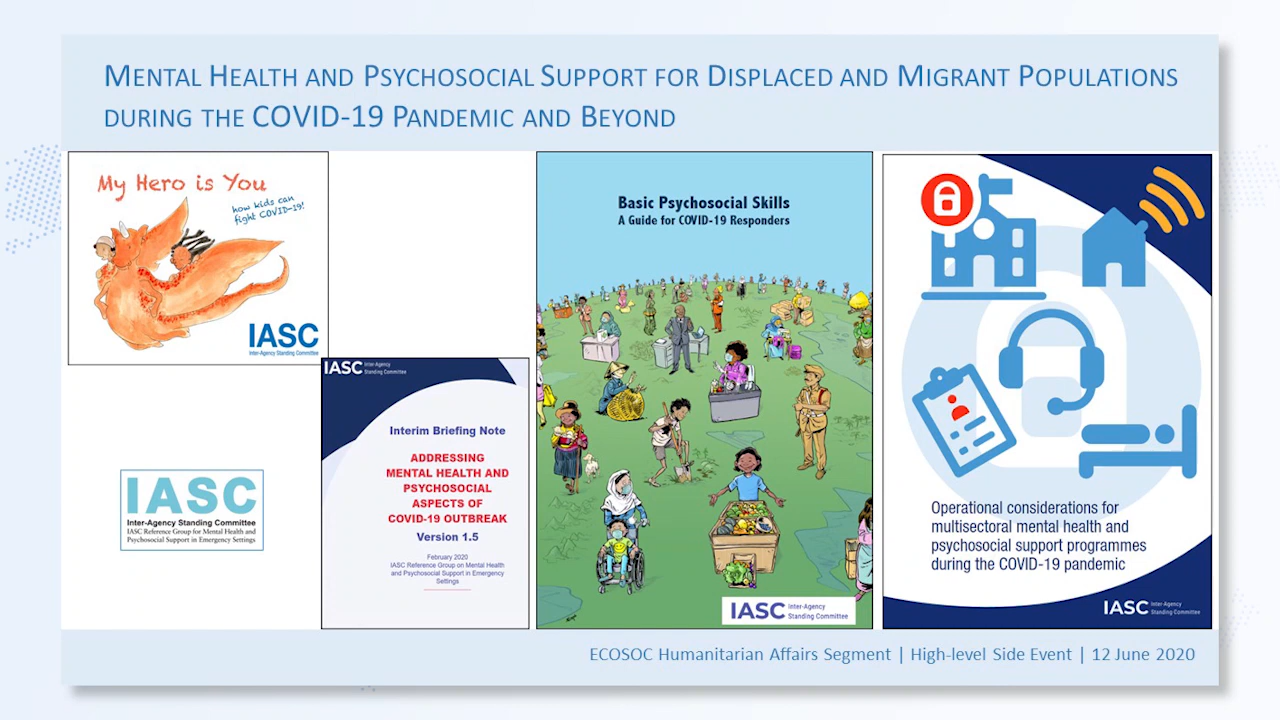 MENTAL HEALTH AND PSYCHOSOCIAL SUPPORT FOR DISPLACED AND MIGRANT POPULATIONS
DURING THE COVID-19 PANDEMIC AND BEYOND
My Hero is You
how kids can
fight COVID-19!
IASC
Inter-Agency Standing Committee
IASC
Inter-Agency Standing Committee
IASC Reference Group for Mental Health and
Psychosocial Support in Emergency Settings
IASC Inter-Agency
Standing Committee
Interim Briefing Note
ADDRESSING
MENTAL HEALTH AND
PSYCHOSOCIAL
ASPECTS OF
COVID-19 OUTBREAK
Version 1.5
February 2020
IASC Reference Group on Mental Health
and Psychosocial Support in Emergency
Settings
Basic Psychosocial Skills
A Guide for COVID-19 Responders
IASC Inter-Agency
Standing Committee
Operational considerations for
multisectoral mental health and
psychosocial support programmes
during the COVID-19 pandemic
IASC Inter-Agency
Standing Committee
ECOSOC Humanitarian Affairs Segment | High-level Side Event | 12 June 2020